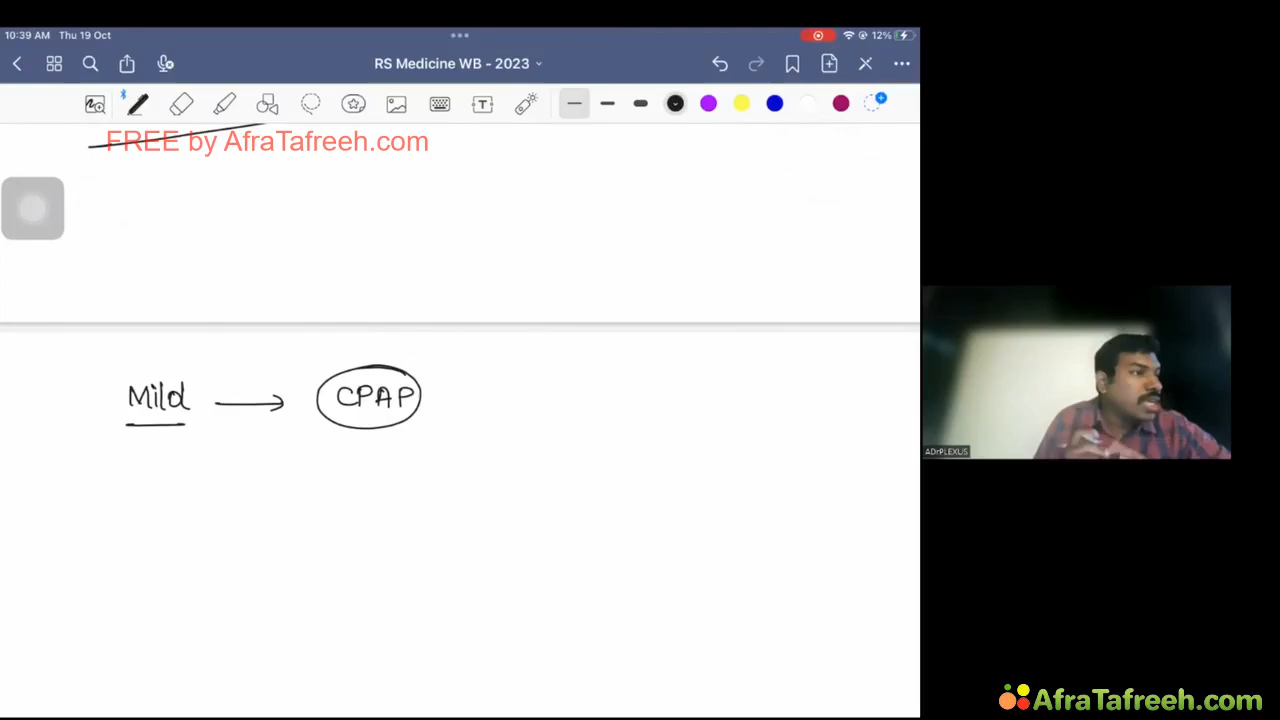 10:39 AM Thu 19 Oct
12%
RS Medicine WB - 2023
T
FREE by AfraTafreeh.com
Mild → CPAP
ADrPLEXUS
AfraTafreeh.com